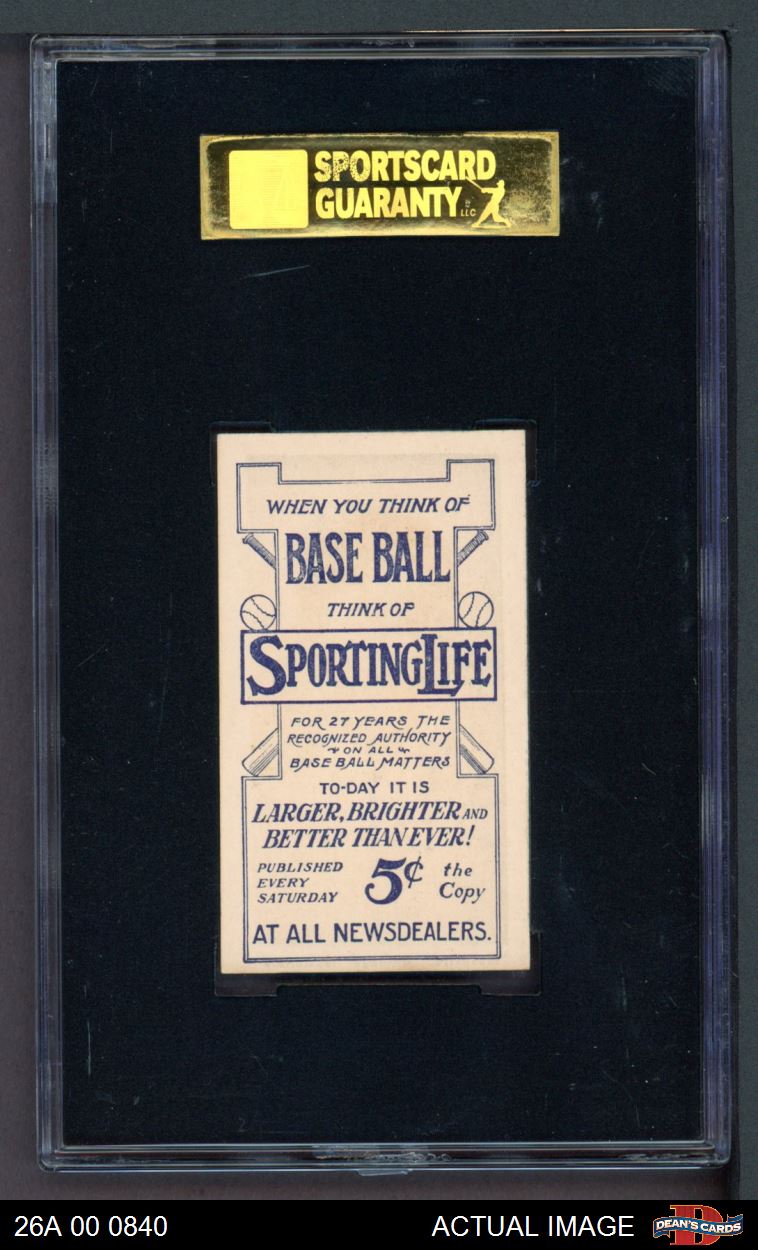 SPORTSCARD
GUARANTY LLC
WHEN YOU THINK OF
BASE BALL
THINK OF
SPORTING LIFE
FOR 27 YEARS THE
RECOGNIZED AUTHORITY
ON ALL
BASE BALL MATTERS
TO-DAY IT IS
LARGER, BRIGHTER AND
BETTER THAN EVER!
PUBLISHED
EVERY
SATURDAY
5¢
the
Copy
AT ALL NEWSDEALERS.
26A 00 0840
ACTUAL IMAGE
DEAN'S CARDS